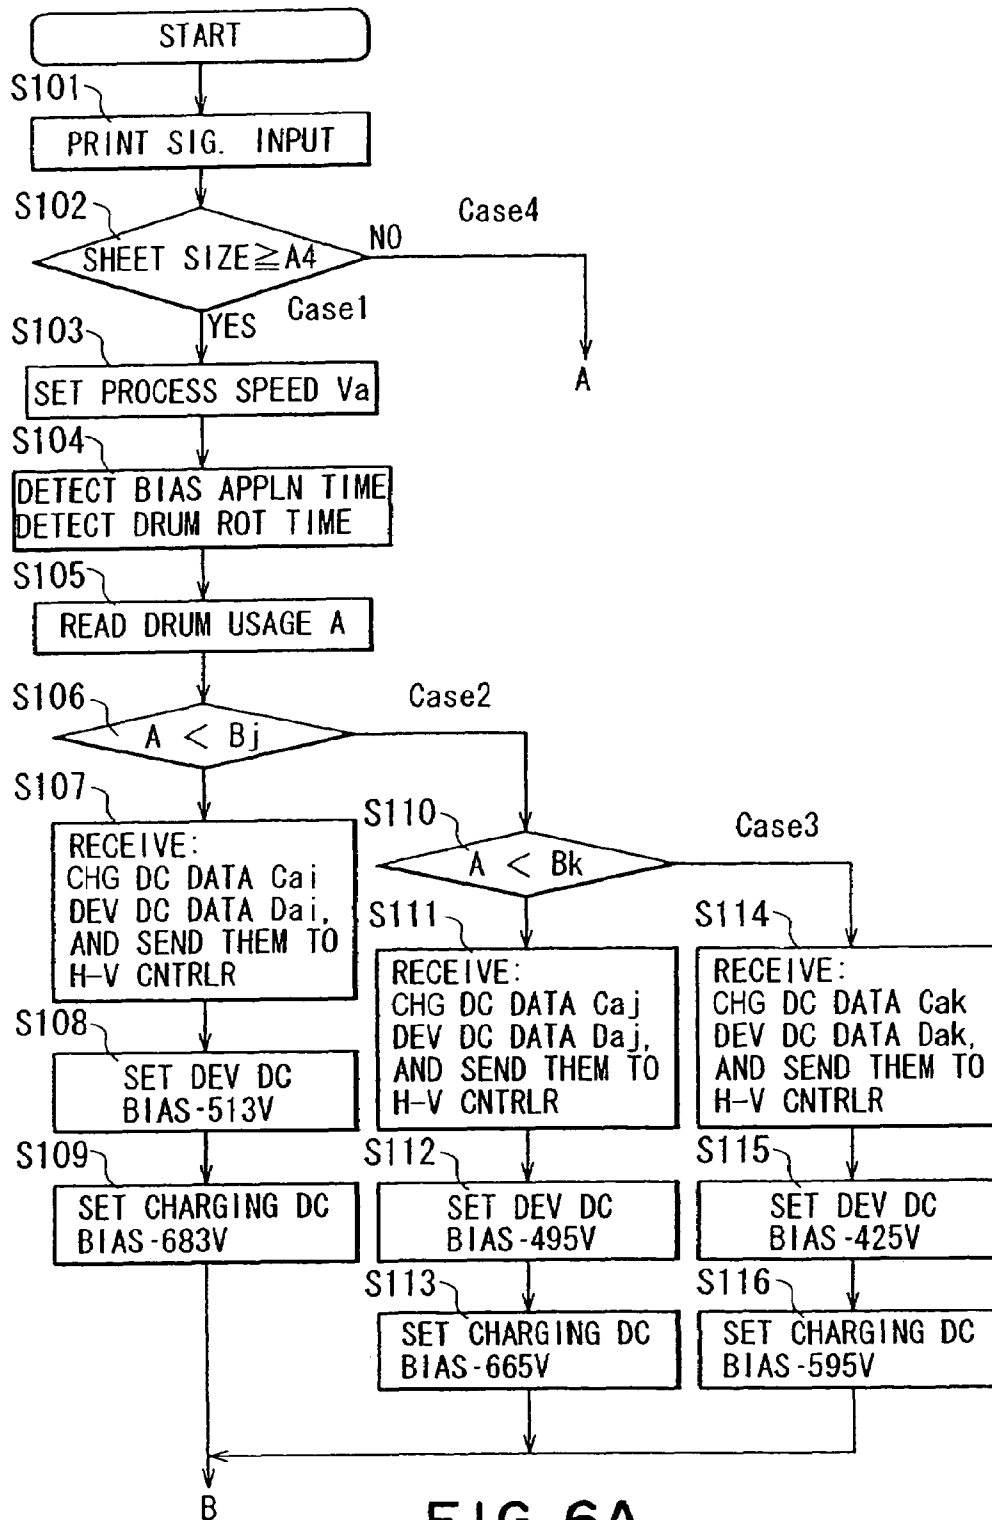 START
S101
PRINT SIG. INPUT
S102
Case4
SHEET SIZE≧A4
NO
Case1
YES
S103
SET PROCESS SPEED Va
A
S104
DETECT BIAS APPLN TIME
DETECT DRUM ROT TIME
S105
READ DRUM USAGE A
S106
Case2
A < Bj
S107
RECEIVE:
CHG DC DATA Cai
DEV DC DATA Dai,
AND SEND THEM TO
H-V CNTRLR
S110
Case3
A < Bk
S108
SET DEV DC
BIAS-513V
S109
SET CHARGING DC
BIAS-683V
S111
RECEIVE:
CHG DC DATA Caj
DEV DC DATA Daj,
AND SEND THEM TO
H-V CNTRLR
S112
SET DEV DC
BIAS-495V
S113
SET CHARGING DC
BIAS-665V
S114
RECEIVE:
CHG DC DATA Cak
DEV DC DATA Dak,
AND SEND THEM TO
H-V CNTRLR
S115
SET DEV DC
BIAS-425V
S116
SET CHARGING DC
BIAS-595V
B
FIG. 6A